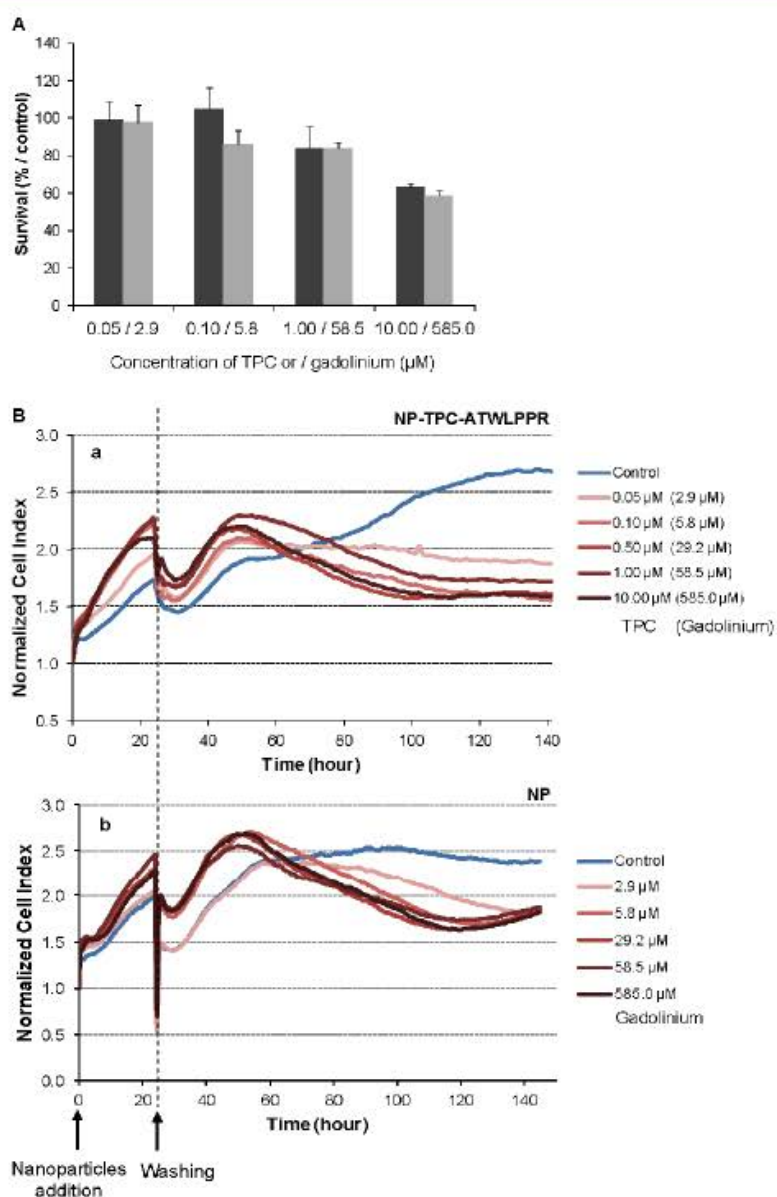 A
Survival (% / control)
140
120
100
80
60
40
20
0
0.05 / 2.9
0.10 / 5.8
1.00 / 58.5
10.00 / 585.0
Concentration of TPC or / gadolinium (µM)
B
NP-TPC-ATWLPPR
a
Normalized Cell Index
3.0
2.5
2.0
1.5
1.0
0.5
0
20
40
60
80
100
120
140
Time (hour)
Control
0.05 µM (2.9 µM)
0.10 µM (5.8 µM)
0.50 µM (29.2 µM)
1.00 µM (58.5 µM)
10.00 µM (585.0 µM)
TPC (Gadolinium)
NP
b
Normalized Cell Index
3.0
2.5
2.0
1.5
1.0
0.5
0.0
0
20
40
60
80
100
120
140
Time (hour)
Control
2.9 µM
5.8 µM
29.2 µM
58.5 µM
585.0 µM
Gadolinium
Nanoparticles
addition
Washing